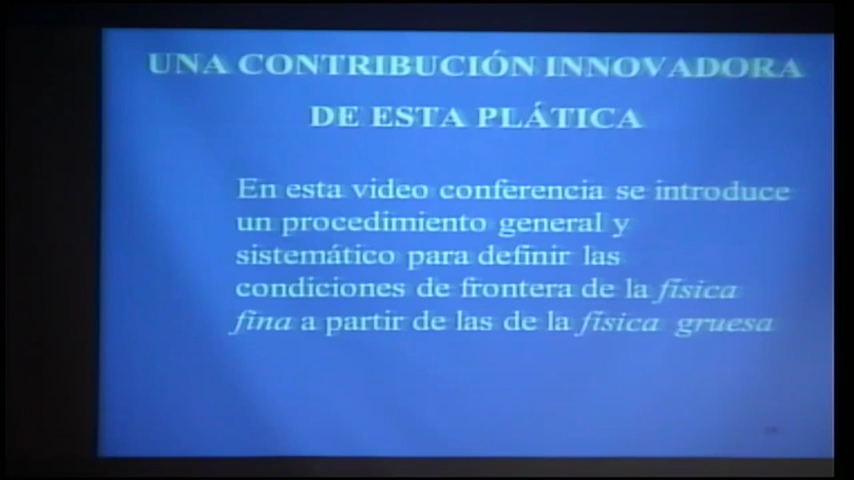 UNA CONTRIBUCIÓN INNOVADORA
DE ESTA PLÁTICA
En esta video conferencia se introduce
un procedimiento general y
sistemático para definir las
condiciones de frontera de la física
fina a partir de las de la física gruesa